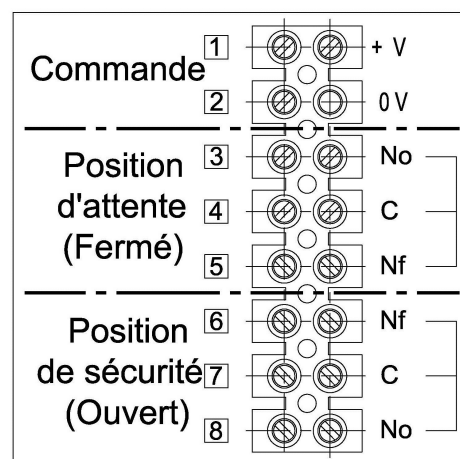 Commande
1 + V
2 0 V
Position
d'attente
(Fermé)
3 No
4 C
5 Nf
Position
de sécurité
(Ouvert)
6 Nf
7 C
8 No